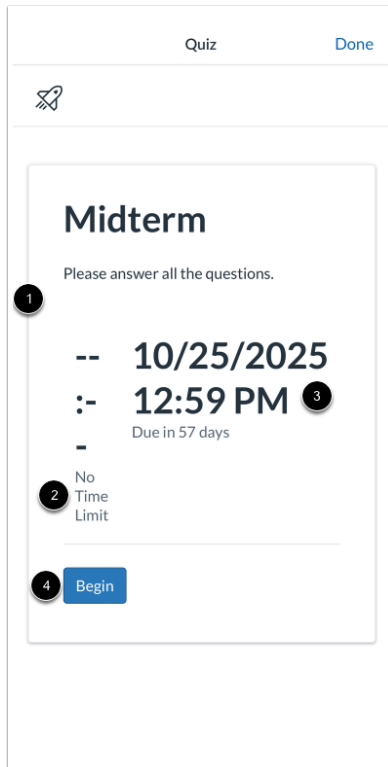 Quiz Done
Midterm
Please answer all the questions.
1
--
:-
-
10/25/2025
12:59 PM
3
Due in 57 days
No
2 Time
Limit
4 Begin